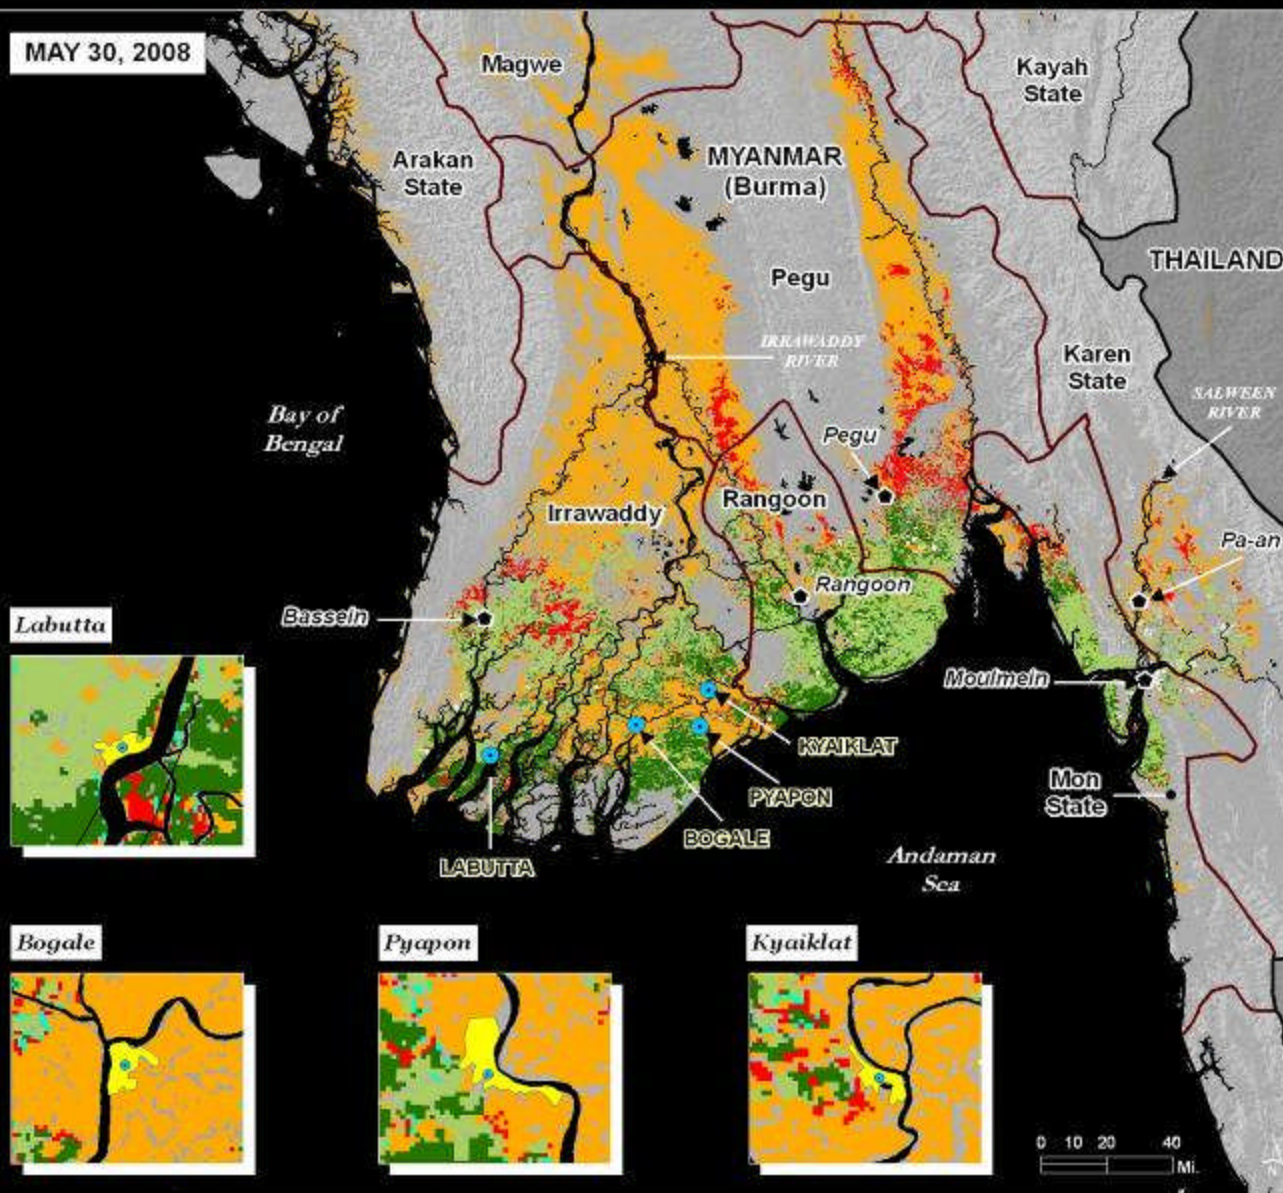 MAY 30, 2008
Magwe
Kayah
State
Arakan
State
MYANMAR
(Burma)
THAILAND
Pegu
IRRAWADDY
RIVER
Karen
State
SALWEEN
RIVER
Bay of
Bengal
Pegu
Rangoon
Irrawaddy
Pa-an
Rangoon
Bassein
Labutta
Moulmein
KYAIKLAT
PYAPON
Mon
State
BOGALE
LABUTTA
Andaman
Sea
Bogale
Pyapon
Kyaiklat
0 10 20 40
Mi.
N